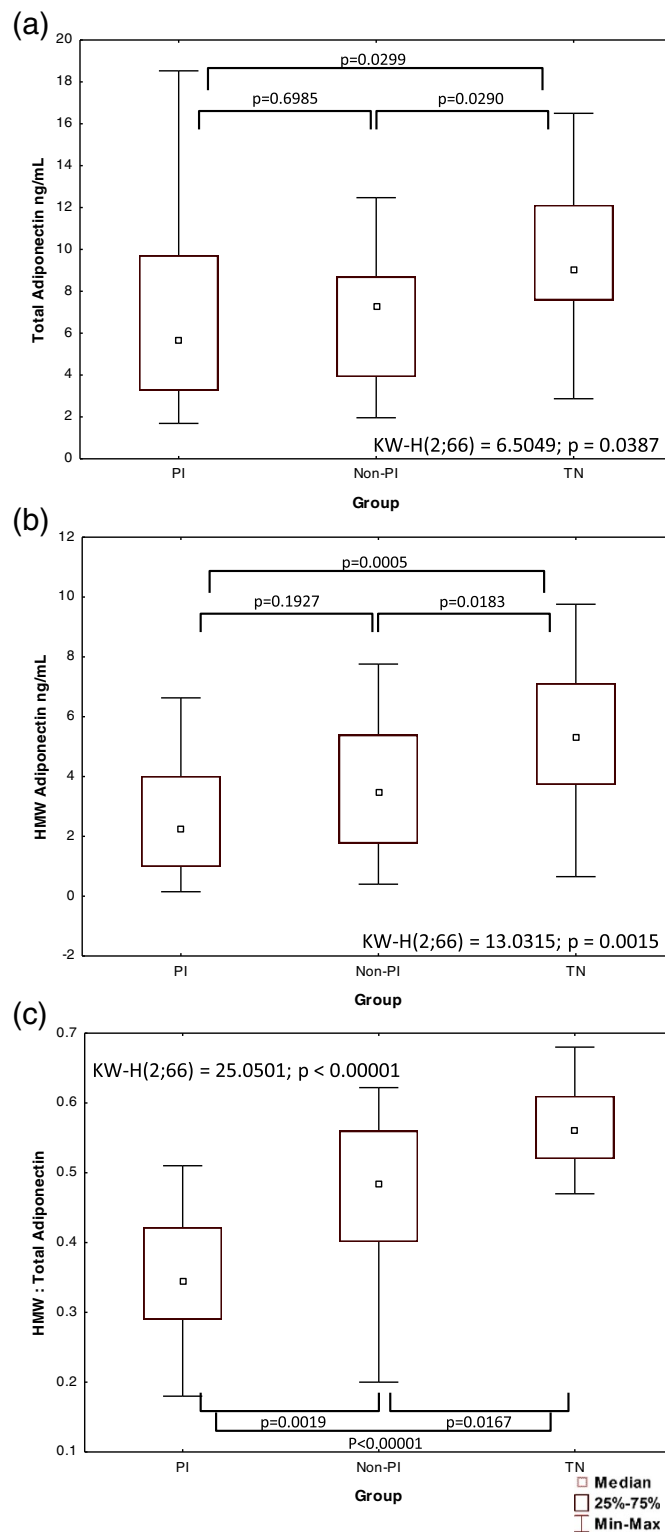 (a)
20
18
16
14
12
10
8
6
4
2
0
Total Adiponectin ng/mL
p=0.0299
p=0.6985
p=0.0290
KW-H(2;66) = 6.5049; p = 0.0387
PI
Non-PI
TN
Group
(b)
12
10
8
6
4
2
0
-2
HMW Adiponectin ng/mL
p=0.0005
p=0.1927
p=0.0183
KW-H(2;66) = 13.0315; p = 0.0015
PI
Non-PI
TN
Group
(c)
0.7
0.6
0.5
0.4
0.3
0.2
0.1
HMW : Total Adiponectin
KW-H(2;66) = 25.0501; p < 0.00001
p=0.0019
p=0.0167
P<0.00001
PI
Non-PI
TN
Group
Median
25%-75%
Min-Max